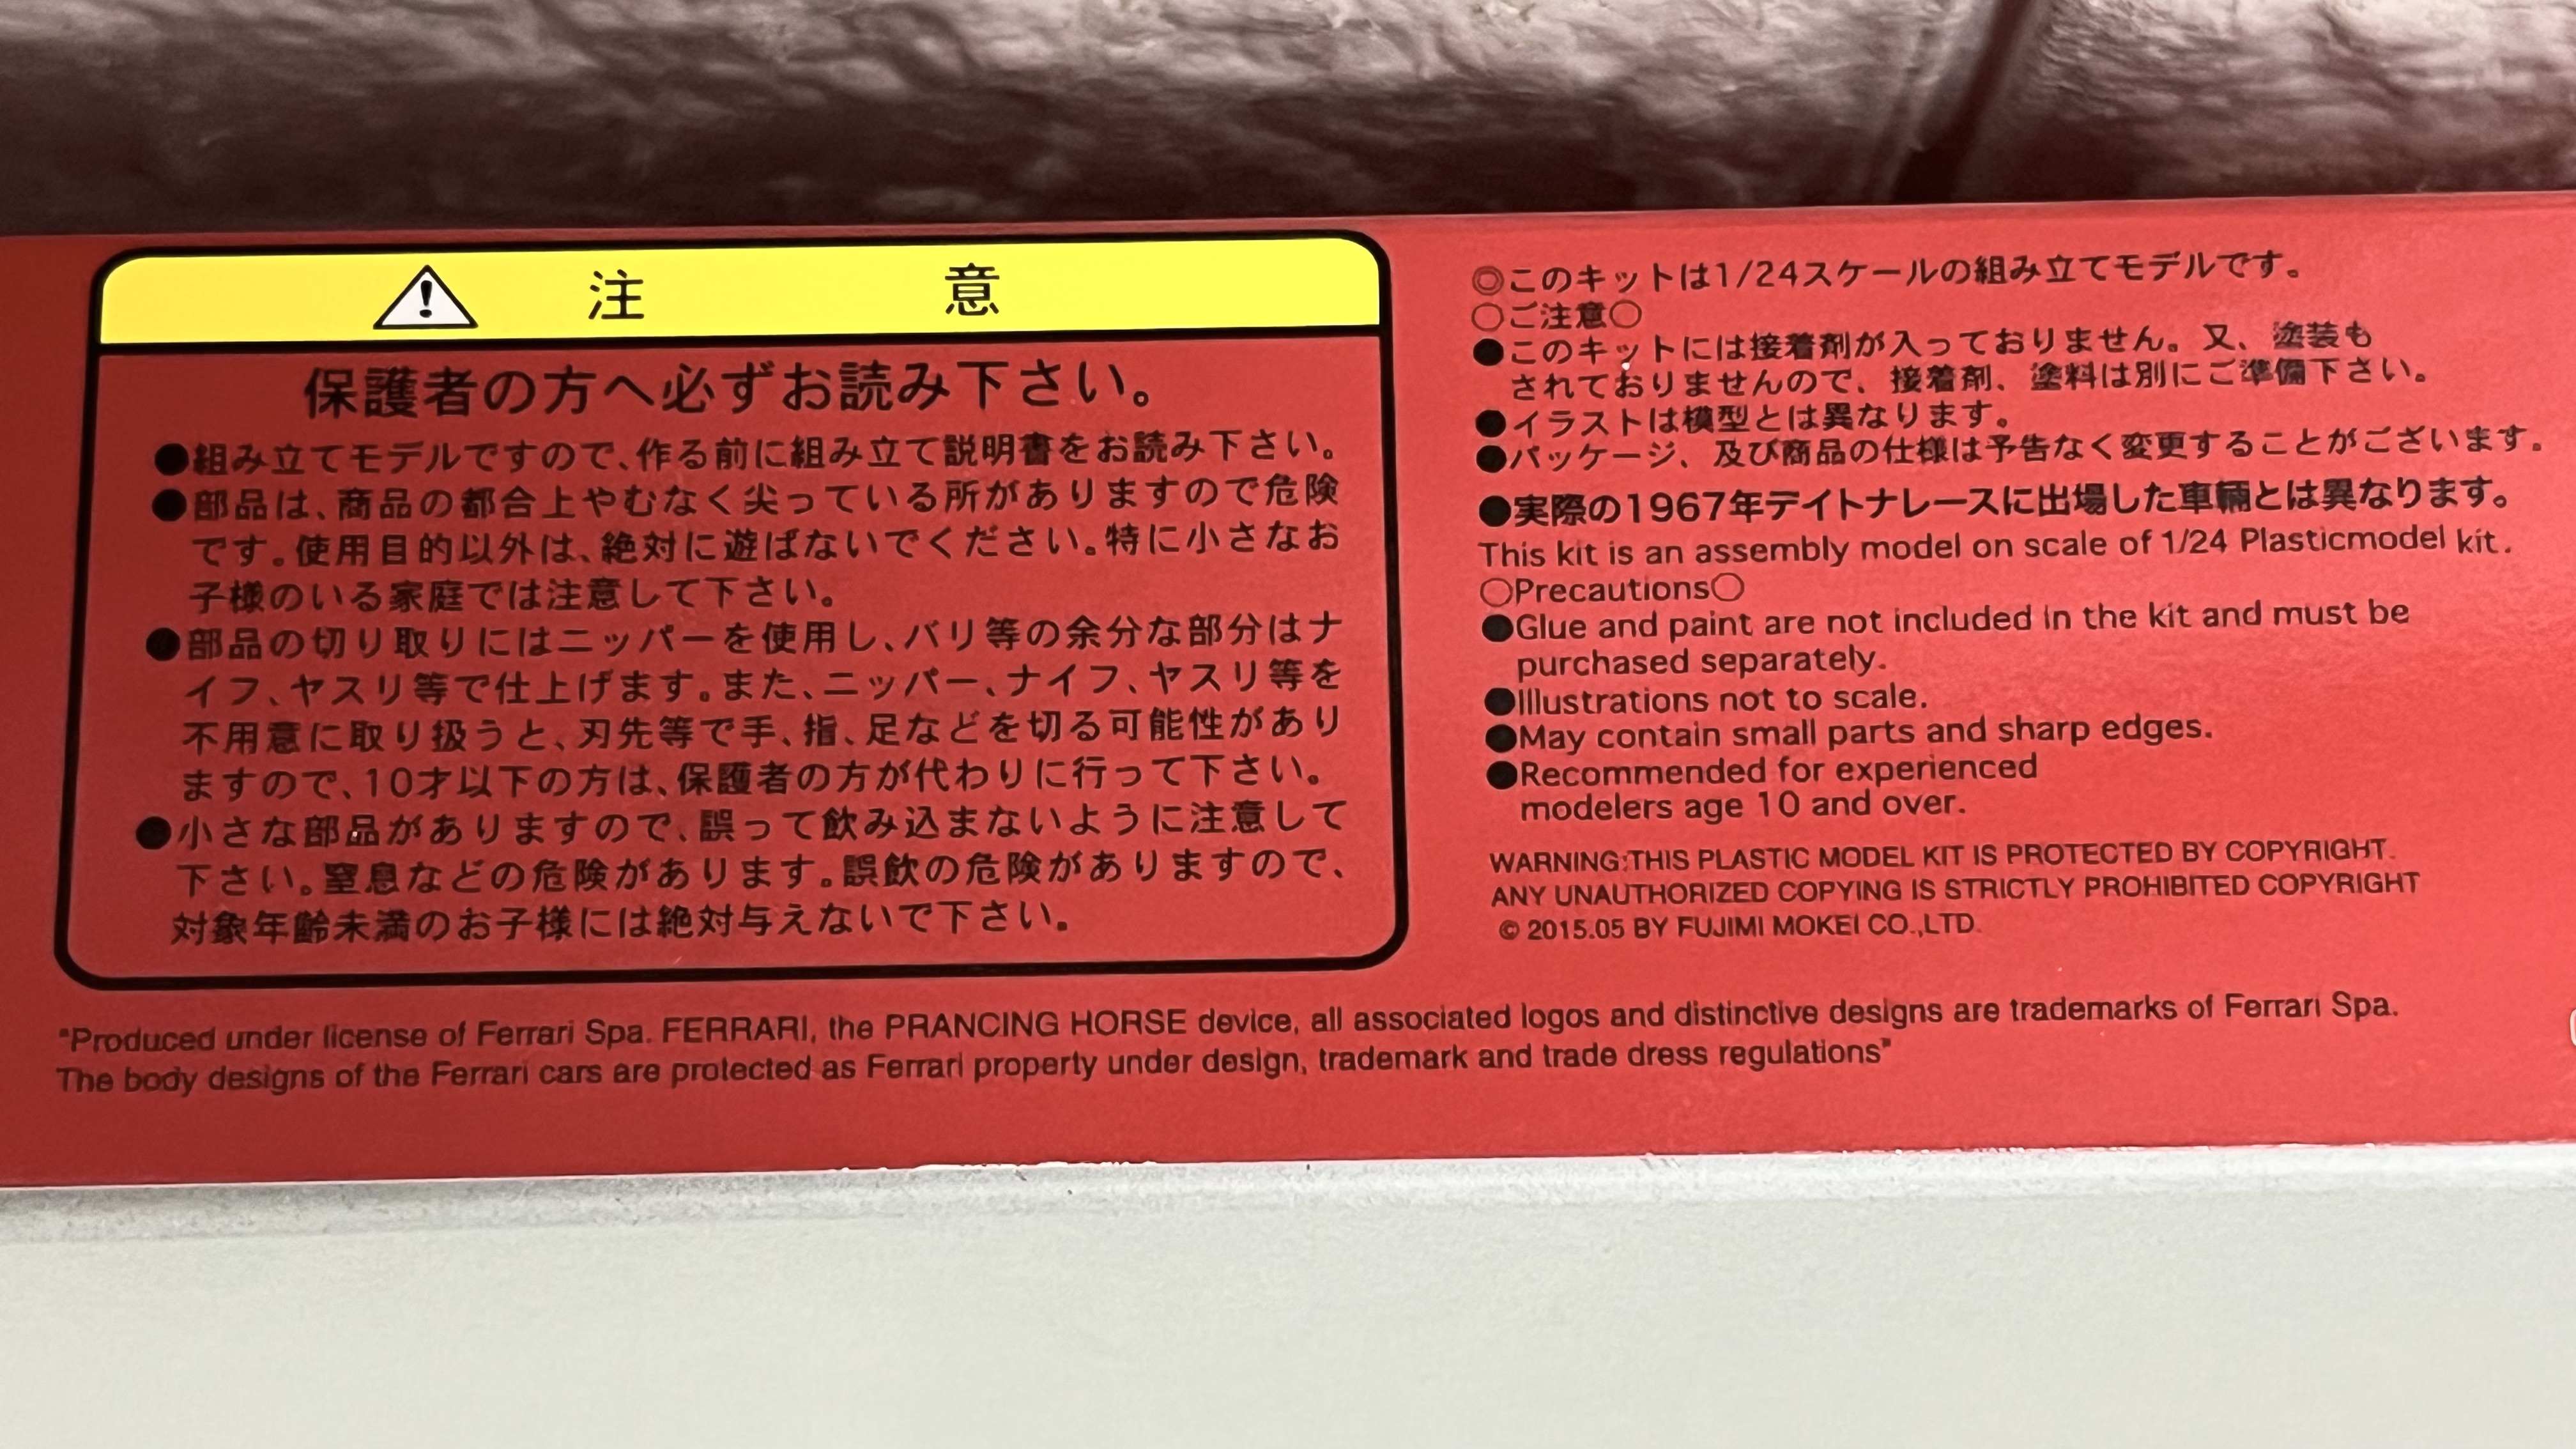 注 意
保護者の方へ必ずお読み下さい。
●組み立てモデルですので、作る前に組み立て説明書をお読み下さい。
●部品は、商品の都合上やむなく尖っている所がありますので危険
です。使用目的以外は、絶対に遊ばないでください。特に小さなお
子様のいる家庭では注意して下さい。
●部品の切り取りにはニッパーを使用し、バリ等の余分な部分はナ
イフ、ヤスリ等で仕上げます。また、ニッパー、ナイフ、ヤスリ等を
不用意に取り扱うと、刃先等で手、指、足などを切る可能性があり
ますので、10才以下の方は、保護者の方が代わりに行って下さい。
●小さな部品がありますので、誤って飲み込まないように注意して
下さい。窒息などの危険があります。誤飲の危険がありますので、
対象年齢未満のお子様には絶対与えないで下さい。
◎このキットは1/24スケールの組み立てモデルです。
○ご注意○
●このキットには接着剤が入っておりません。又、塗装も
されておりませんので、接着剤、塗料は別にご準備下さい。
●イラストは模型とは異なります。
●パッケージ、及び商品の仕様は予告なく変更することがございます。
●実際の1967年デイトナレースに出場した車輌とは異なります。
This kit is an assembly model on scale of 1/24 Plasticmodel kit.
○Precautions○
●Glue and paint are not included in the kit and must be
purchased separately.
●Illustrations not to scale.
●May contain small parts and sharp edges.
●Recommended for experienced
modelers age 10 and over.
WARNING:THIS PLASTIC MODEL KIT IS PROTECTED BY COPYRIGHT.
ANY UNAUTHORIZED COPYING IS STRICTLY PROHIBITED COPYRIGHT
© 2015.05 BY FUJIMI MOKEI CO.,LTD.
"Produced under license of Ferrari Spa. FERRARI, the PRANCING HORSE device, all associated logos and distinctive designs are trademarks of Ferrari Spa.
The body designs of the Ferrari cars are protected as Ferrari property under design, trademark and trade dress regulations"